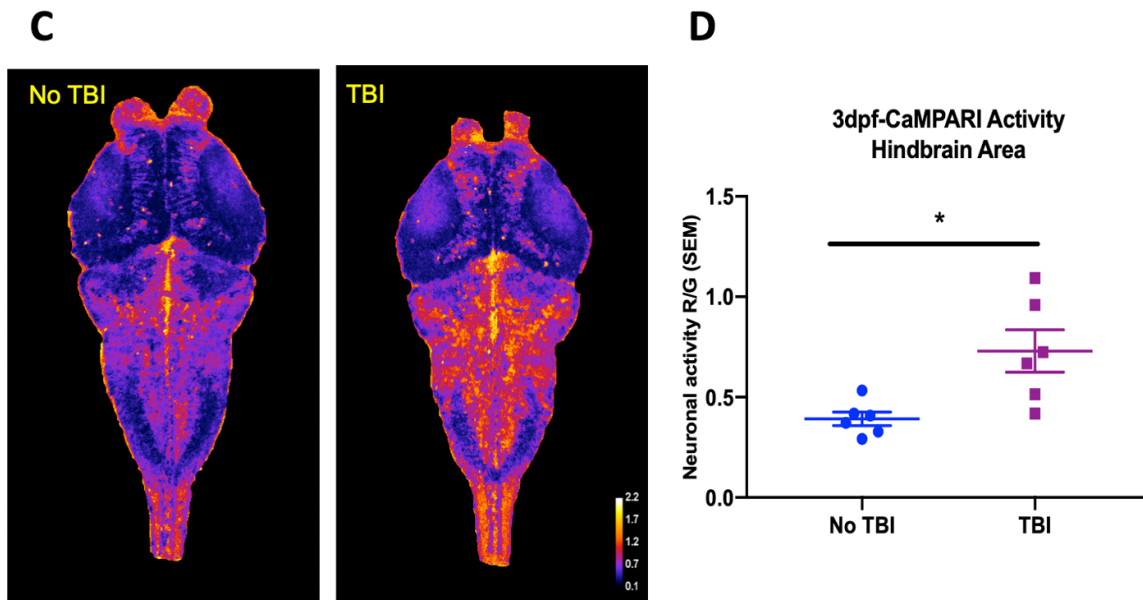 C
No TBI
TBI
2.2
1.7
1.2
0.7
0.1
D
3dpf-CaMPARI Activity
Hindbrain Area
Neuronal activity R/G (SEM)
1.5
1.0
0.5
0.0
*
No TBI
TBI